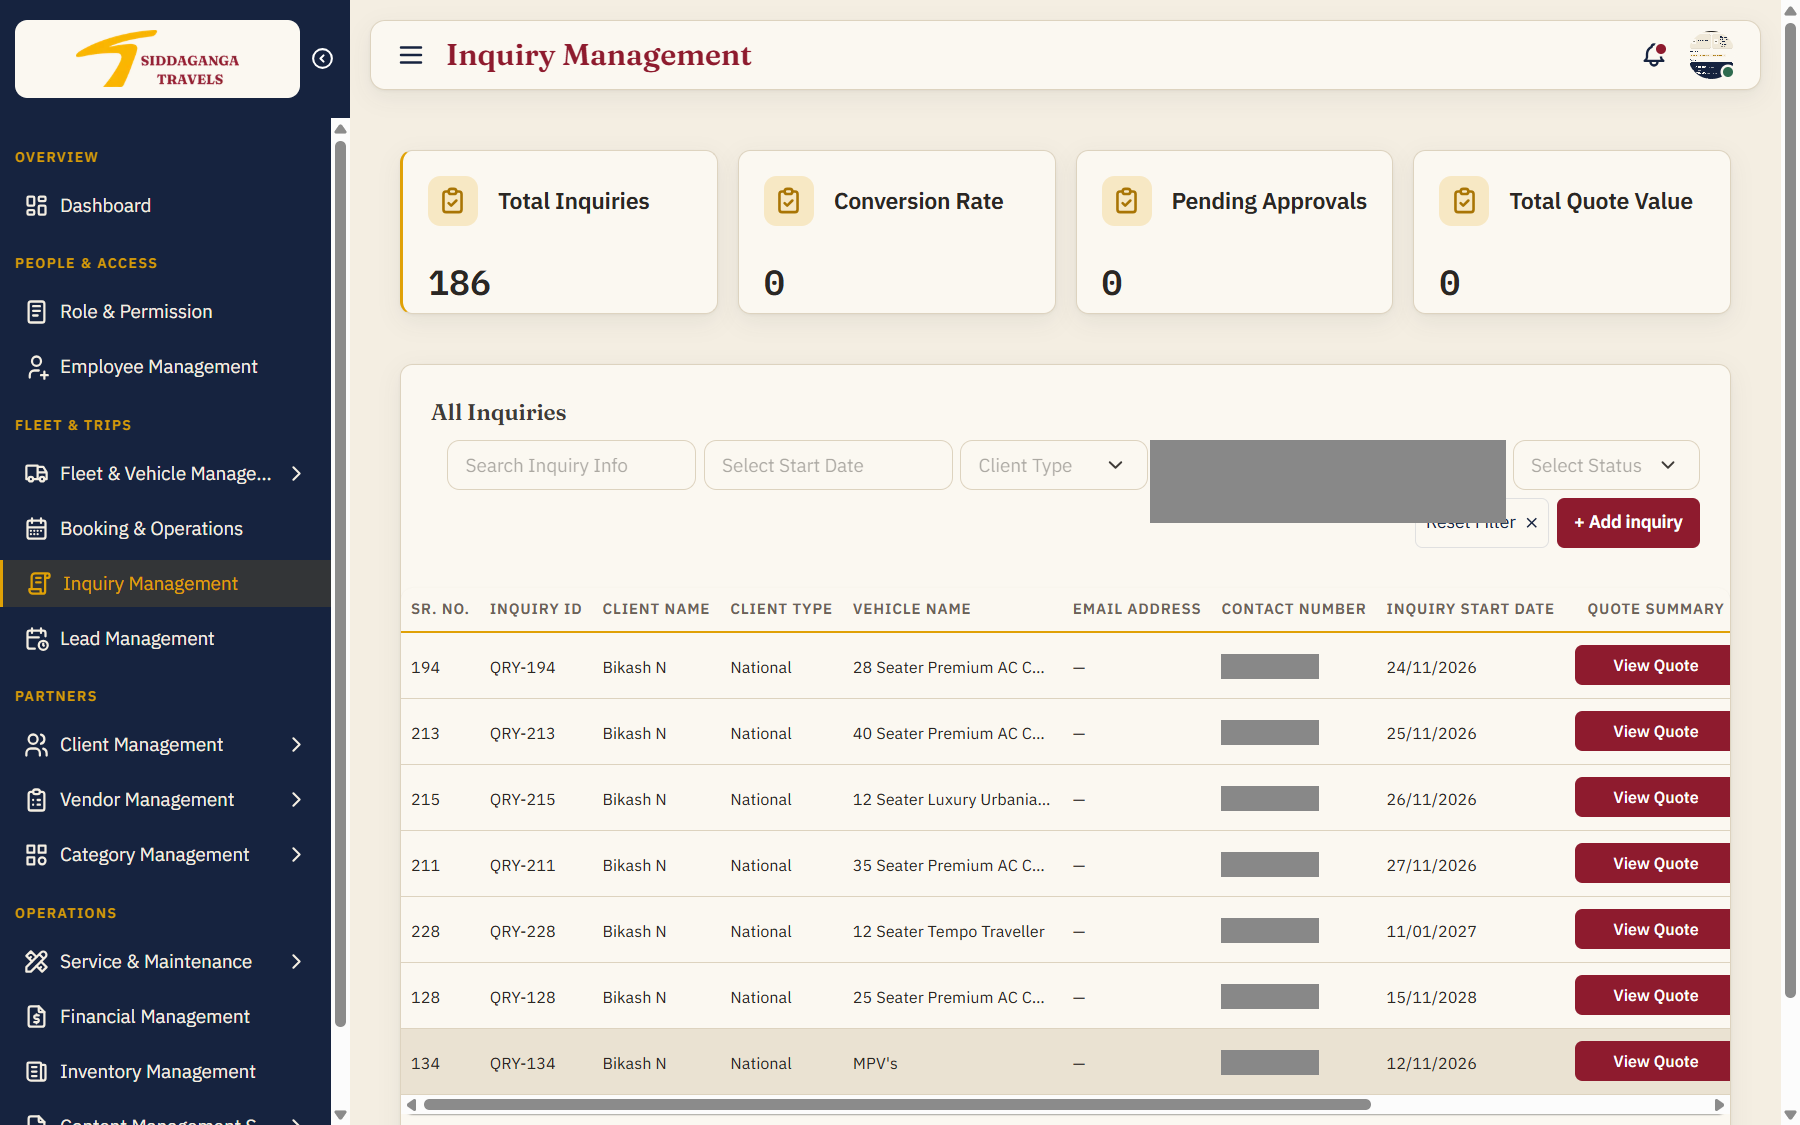 SIDDAGANGA
TRAVELS
OVERVIEW
Dashboard
PEOPLE & ACCESS
Role & Permission
Employee Management
FLEET & TRIPS
Fleet & Vehicle Manage...
Booking & Operations
Inquiry Management
Lead Management
PARTNERS
Client Management
Vendor Management
Category Management
OPERATIONS
Service & Maintenance
Financial Management
Inventory Management
Inquiry Management
Total Inquiries
186
Conversion Rate
0
Pending Approvals
0
Total Quote Value
0
All Inquiries
Search Inquiry Info
Select Start Date
Client Type
Select Status
Reset Filter ×
+ Add inquiry
SR. NO. INQUIRY ID CLIENT NAME CLIENT TYPE VEHICLE NAME EMAIL ADDRESS CONTACT NUMBER INQUIRY START DATE QUOTE SUMMARY
194 QRY-194 Bikash N National 28 Seater Premium AC C... — 24/11/2026 View Quote
213 QRY-213 Bikash N National 40 Seater Premium AC C... — 25/11/2026 View Quote
215 QRY-215 Bikash N National 12 Seater Luxury Urbania... — 26/11/2026 View Quote
211 QRY-211 Bikash N National 35 Seater Premium AC C... — 27/11/2026 View Quote
228 QRY-228 Bikash N National 12 Seater Tempo Traveller — 11/01/2027 View Quote
128 QRY-128 Bikash N National 25 Seater Premium AC C... — 15/11/2028 View Quote
134 QRY-134 Bikash N National MPV's — 12/11/2026 View Quote